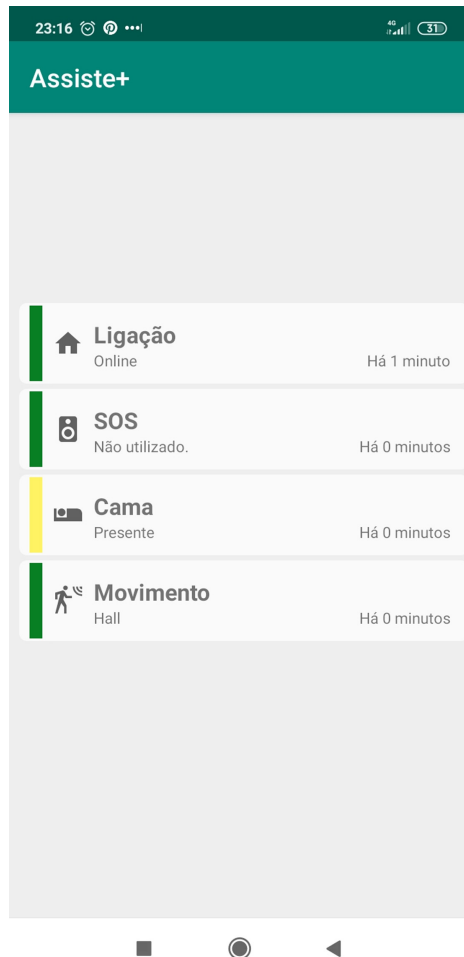 23:16
4G
31
Assiste+
Ligação
Online
Há 1 minuto
SOS
Não utilizado.
Há 0 minutos
Cama
Presente
Há 0 minutos
Movimento
Hall
Há 0 minutos